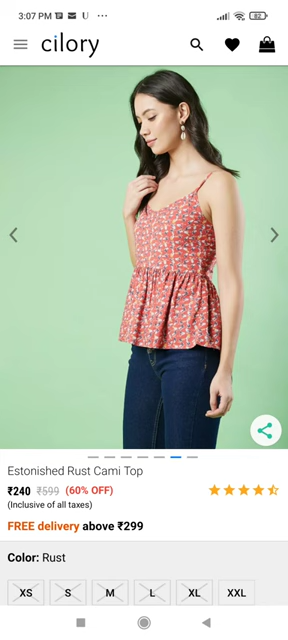 3:07 PM
82
cilory
Estonished Rust Cami Top
₹240 ₹599 (60% OFF)
(Inclusive of all taxes)
FREE delivery above ₹299
Color: Rust
XS S M L XL XXL